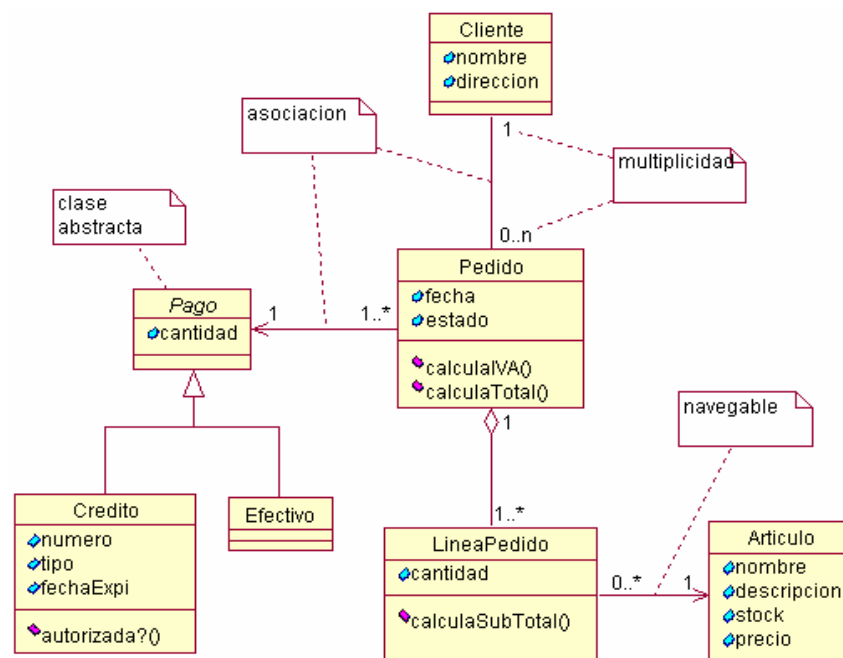 Cliente
nombre
direccion
asociacion
1
multiplicidad
clase
abstracta
0..n
Pedido
fecha
estado
calculaIVA()
calculaTotal()
Pago
cantidad
1
1..*
1
navegable
Credito
numero
tipo
fechaExpi
autorizada?()
Efectivo
1..*
LineaPedido
cantidad
calculaSubTotal()
0..*
1
Articulo
nombre
descripcion
stock
precio